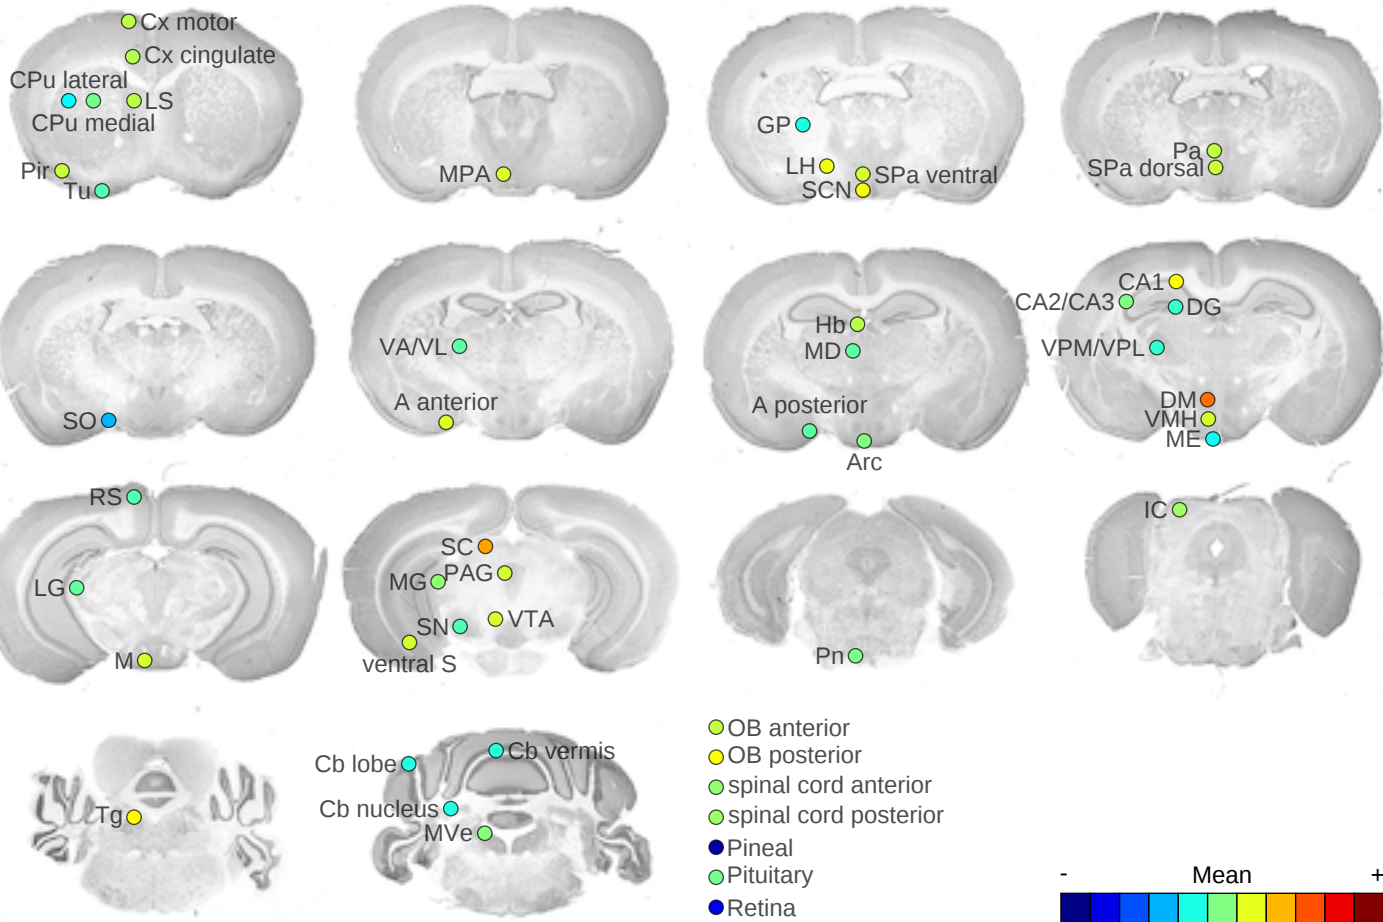 Cx motor
Cx cingulate
CPu lateral
LS
CPu medial
Pir
Tu
MPA
GP
LH
SPa ventral
SCN
Pa
SPa dorsal
SO
VA/VL
A anterior
Hb
MD
A posterior
Arc
CA1
CA2/CA3
DG
VPM/VPL
DM
VMH
ME
RS
LG
M
SC
PAG
MG
SN
VTA
ventral S
Pn
IC
Tg
Cb lobe
Cb vermis
Cb nucleus
MVe
OB anterior
OB posterior
spinal cord anterior
spinal cord posterior
Pineal
Pituitary
Retina
- Mean +